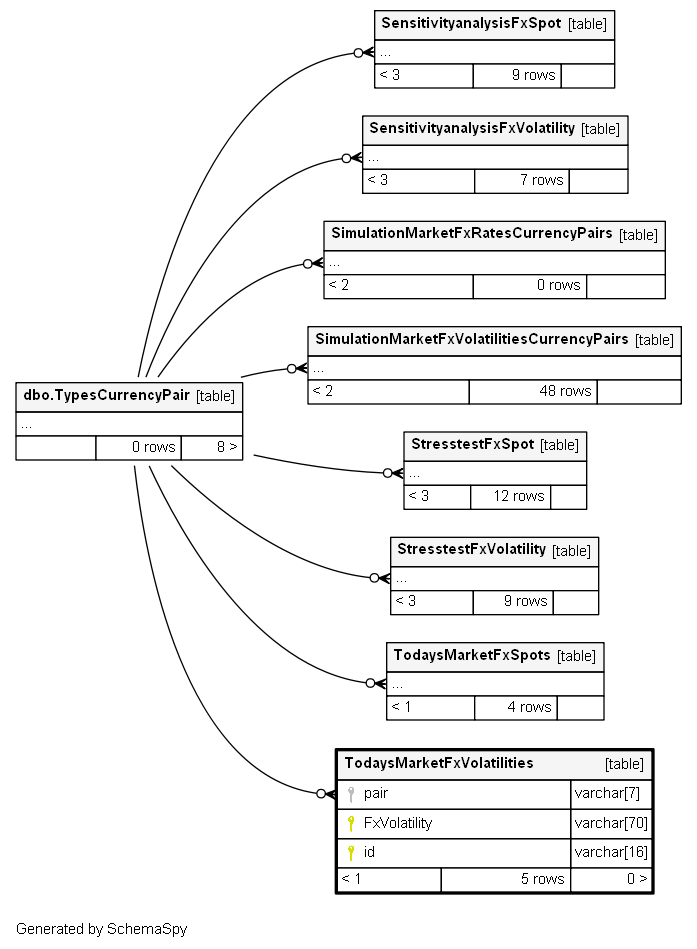 SensitivityanalysisFxSpot [table]
...
< 3 9 rows
SensitivityanalysisFxVolatility [table]
...
< 3 7 rows
SimulationMarketFxRatesCurrencyPairs [table]
...
< 2 0 rows
SimulationMarketFxVolatilitiesCurrencyPairs [table]
...
< 2 48 rows
dbo.TypesCurrencyPair [table]
...
0 rows 8 >
StresstestFxSpot [table]
...
< 3 12 rows
StresstestFxVolatility [table]
...
< 3 9 rows
TodaysMarketFxSpots [table]
...
< 1 4 rows
TodaysMarketFxVolatilities [table]
pair varchar[7]
FxVolatility varchar[70]
id varchar[16]
< 1 5 rows 0 >
Generated by SchemaSpy